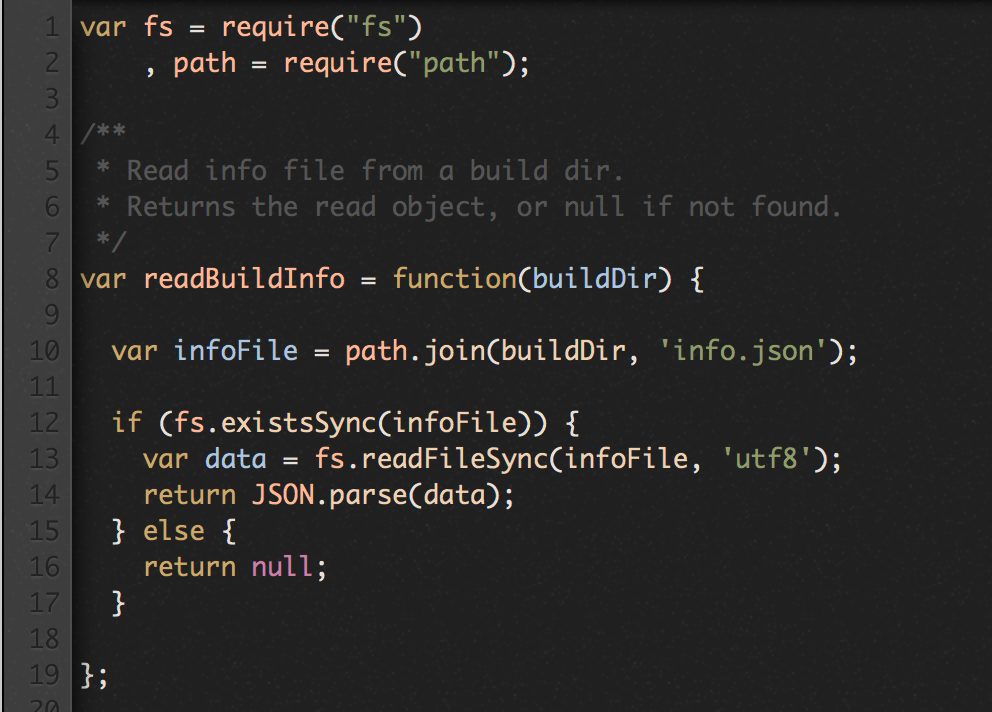 1 var fs = require("fs")
2     , path = require("path");
3
4 /**
5  * Read info file from a build dir.
6  * Returns the read object, or null if not found.
7  */
8 var readBuildInfo = function(buildDir) {
9
10   var infoFile = path.join(buildDir, 'info.json');
11
12   if (fs.existsSync(infoFile)) {
13     var data = fs.readFileSync(infoFile, 'utf8');
14     return JSON.parse(data);
15   } else {
16     return null;
17   }
18
19 };
20